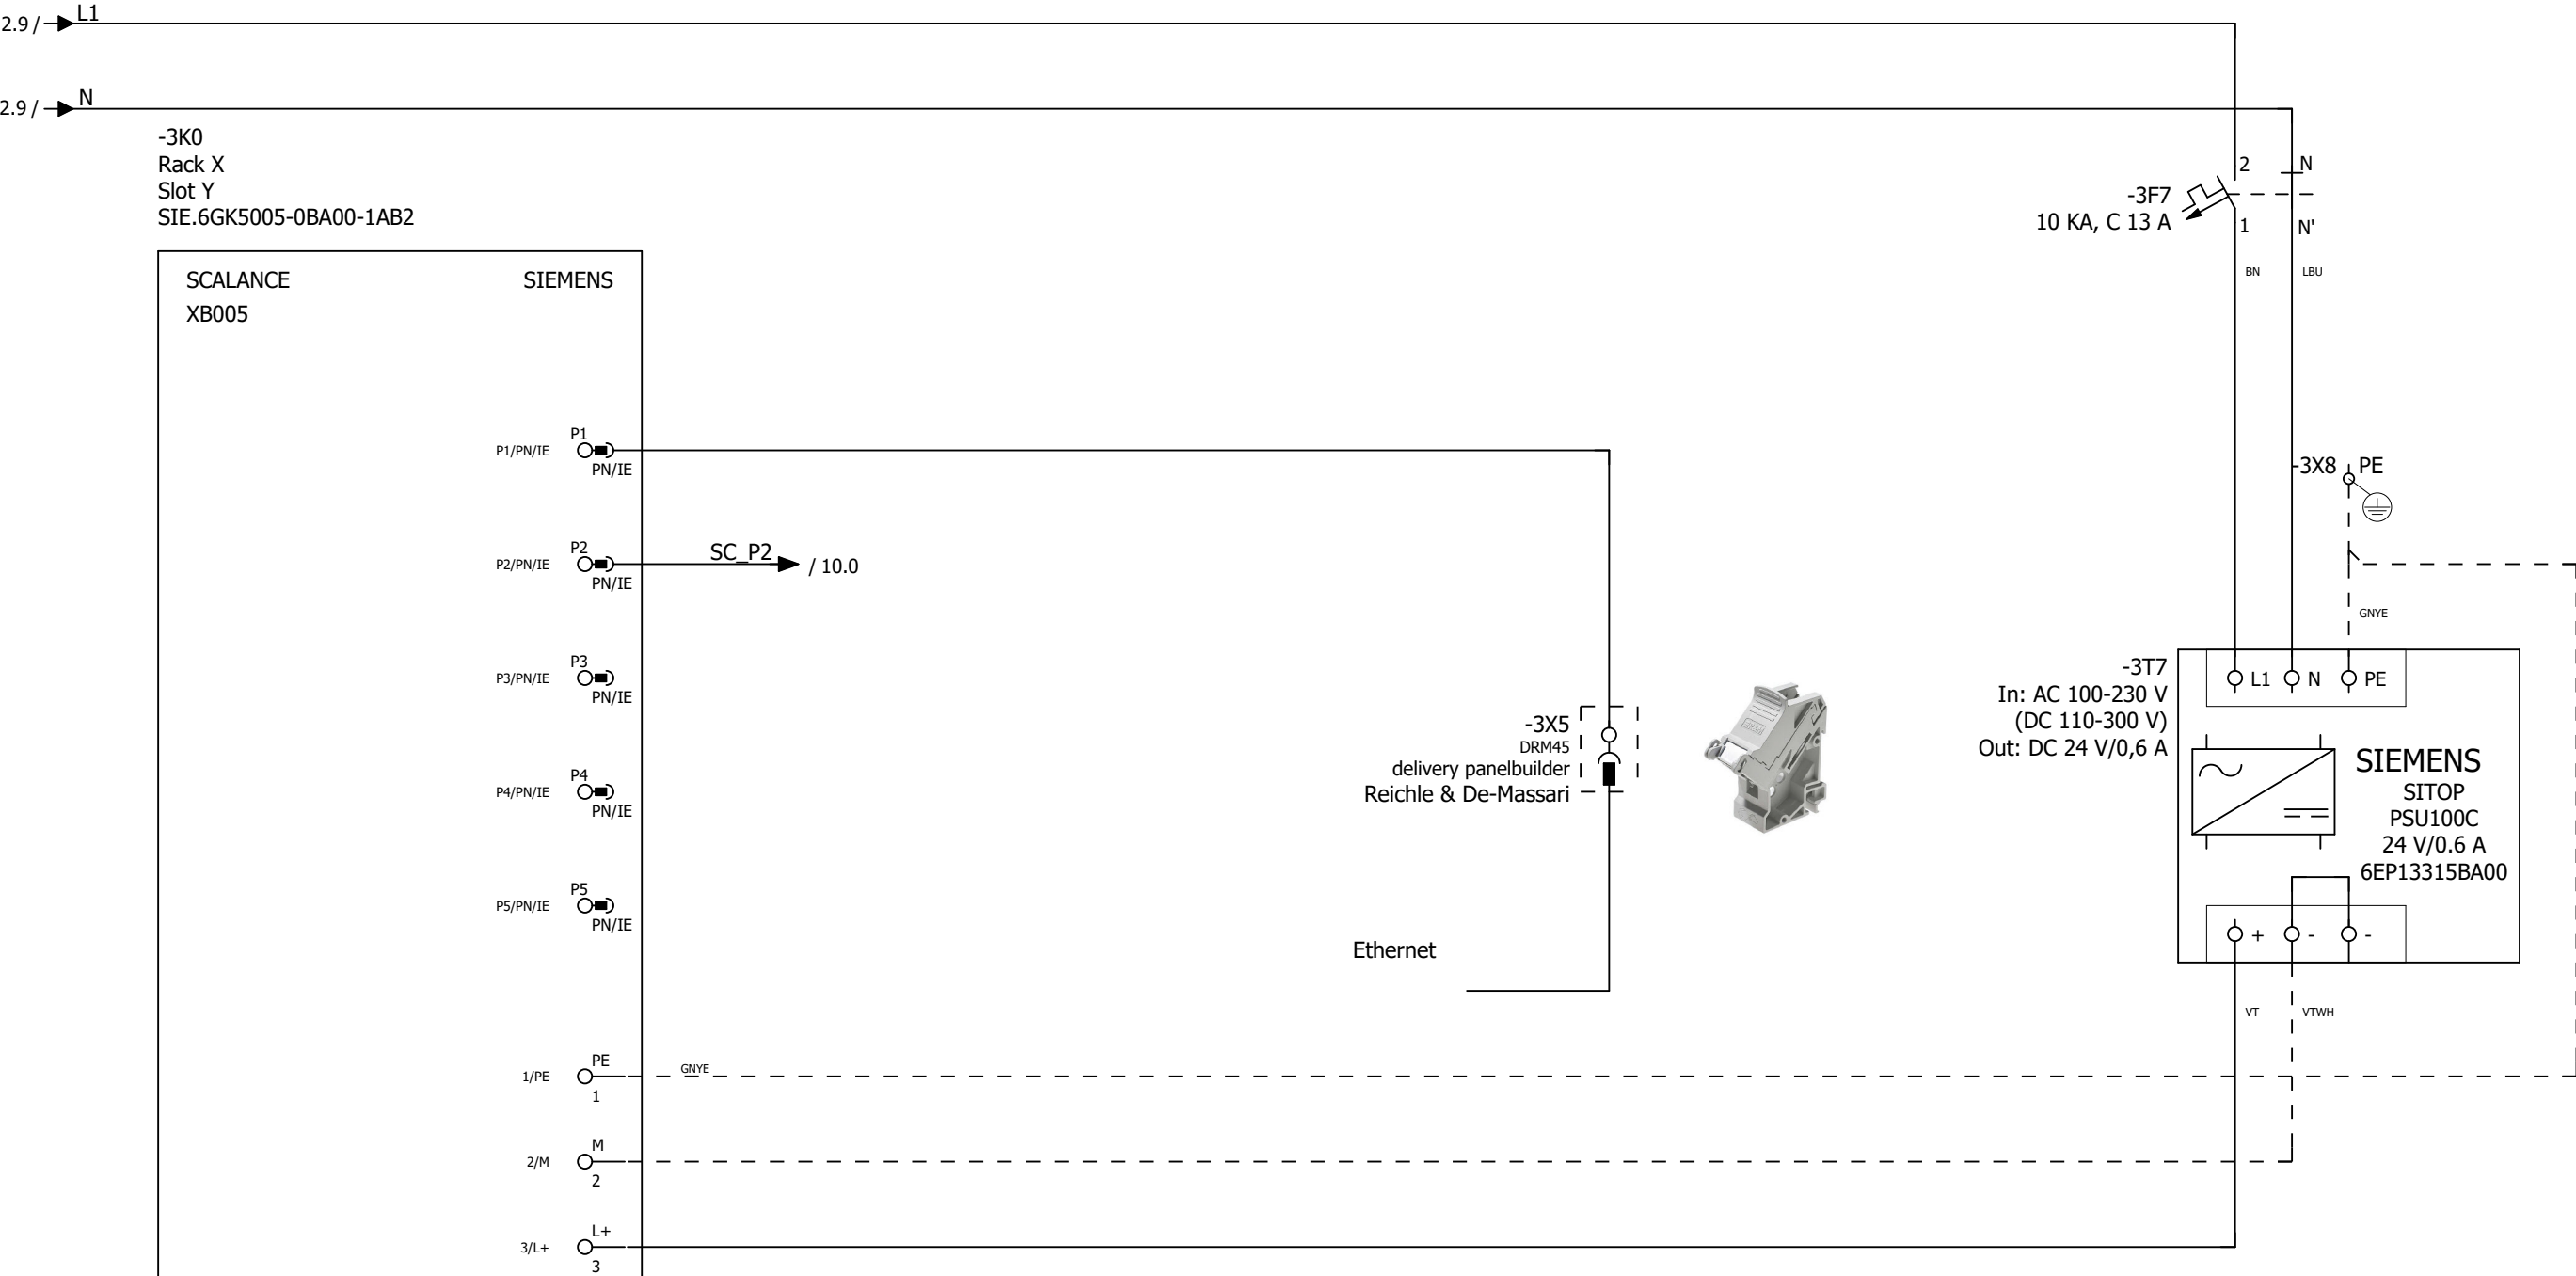 2.9 /
L1
2.9 /
N
-3K0
Rack X
Slot Y
SIE.6GK5005-0BA00-1AB2
SCALANCE
SIEMENS
XB005
P1/PN/IE
P1
PN/IE
P2/PN/IE
P2
PN/IE
SC_P2
/ 10.0
P3/PN/IE
P3
PN/IE
P4/PN/IE
P4
PN/IE
P5/PN/IE
P5
PN/IE
1/PE
PE
1
GNYE
2/M
M
2
3/L+
L+
3
-3X5
DRM45
delivery panelbuilder
Reichle & De-Massari
Ethernet
-3F7
10 KA, C 13 A
2
N
1
N'
BN
LBU
-3X8
PE
GNYE
-3T7
In: AC 100-230 V
(DC 110-300 V)
Out: DC 24 V/0,6 A
L1
N
PE
SIEMENS
SITOP
PSU100C
24 V/0.6 A
6EP13315BA00
+
-
-
VT
VTWH